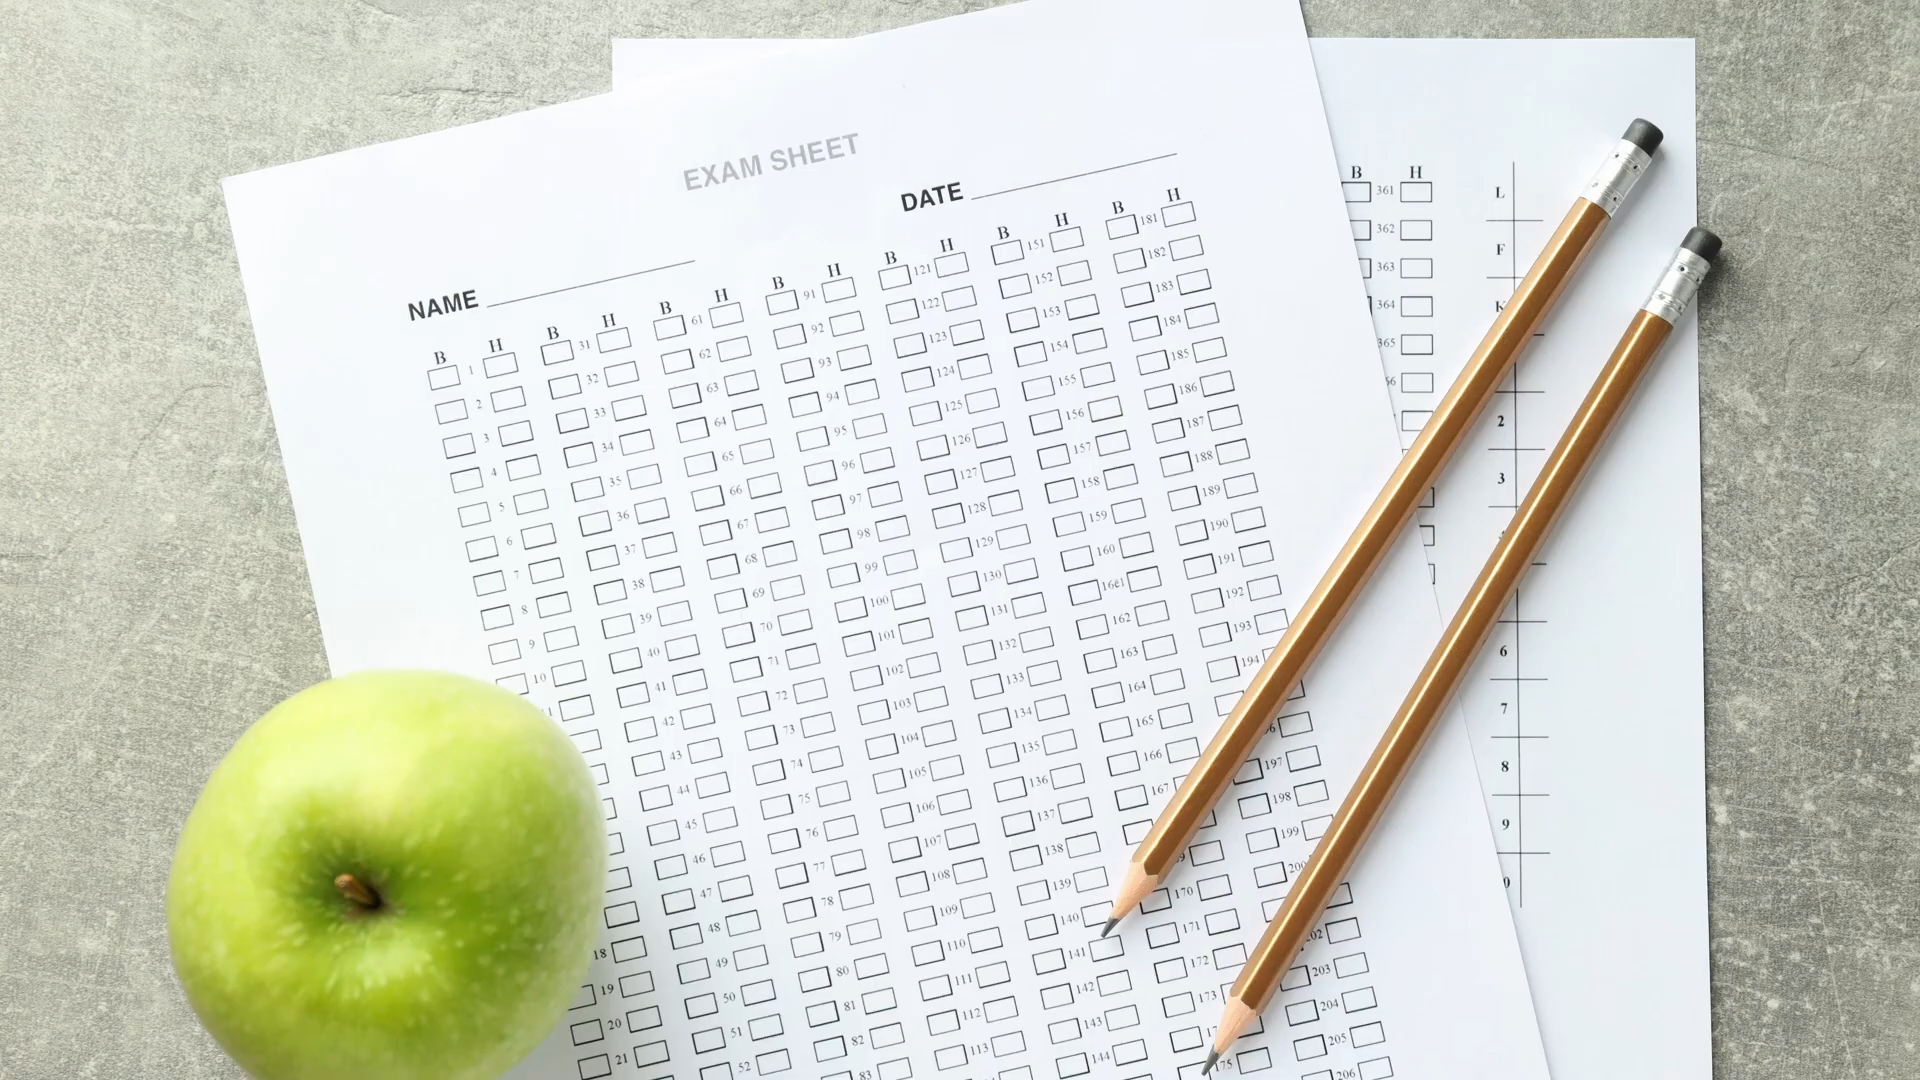 EXAM SHEET
DATE
NAME
B H B H B H B H B H B H B H
1 31 61 91 121 151 181
2 32 62 92 122 152 182
3 33 63 93 123 153 183
4 34 64 94 124 154 184
5 35 65 95 125 155 185
6 36 66 96 126 156 186
7 37 67 97 127 157 187
8 38 68 98 128 158 188
9 39 69 99 129 159 189
10 40 70 100 130 160 190
41 71 101 131 16e1 191
42 72 102 132 162 192
43 73 103 133 163 193
44 74 104 134 164 194
45 75 105 135 165
46 76 106 136 166
47 77 107 137 167 197
18 48 78 108 138 198
19 49 79 109 139 199
20 50 80 110 140 170 200
21 51 81 111 141 171
52 82 112 142 172
83 113 143 173 203
144 204
205
206
B H
361
362
363
364
365
L
F
K
2
3
6
7
8
9